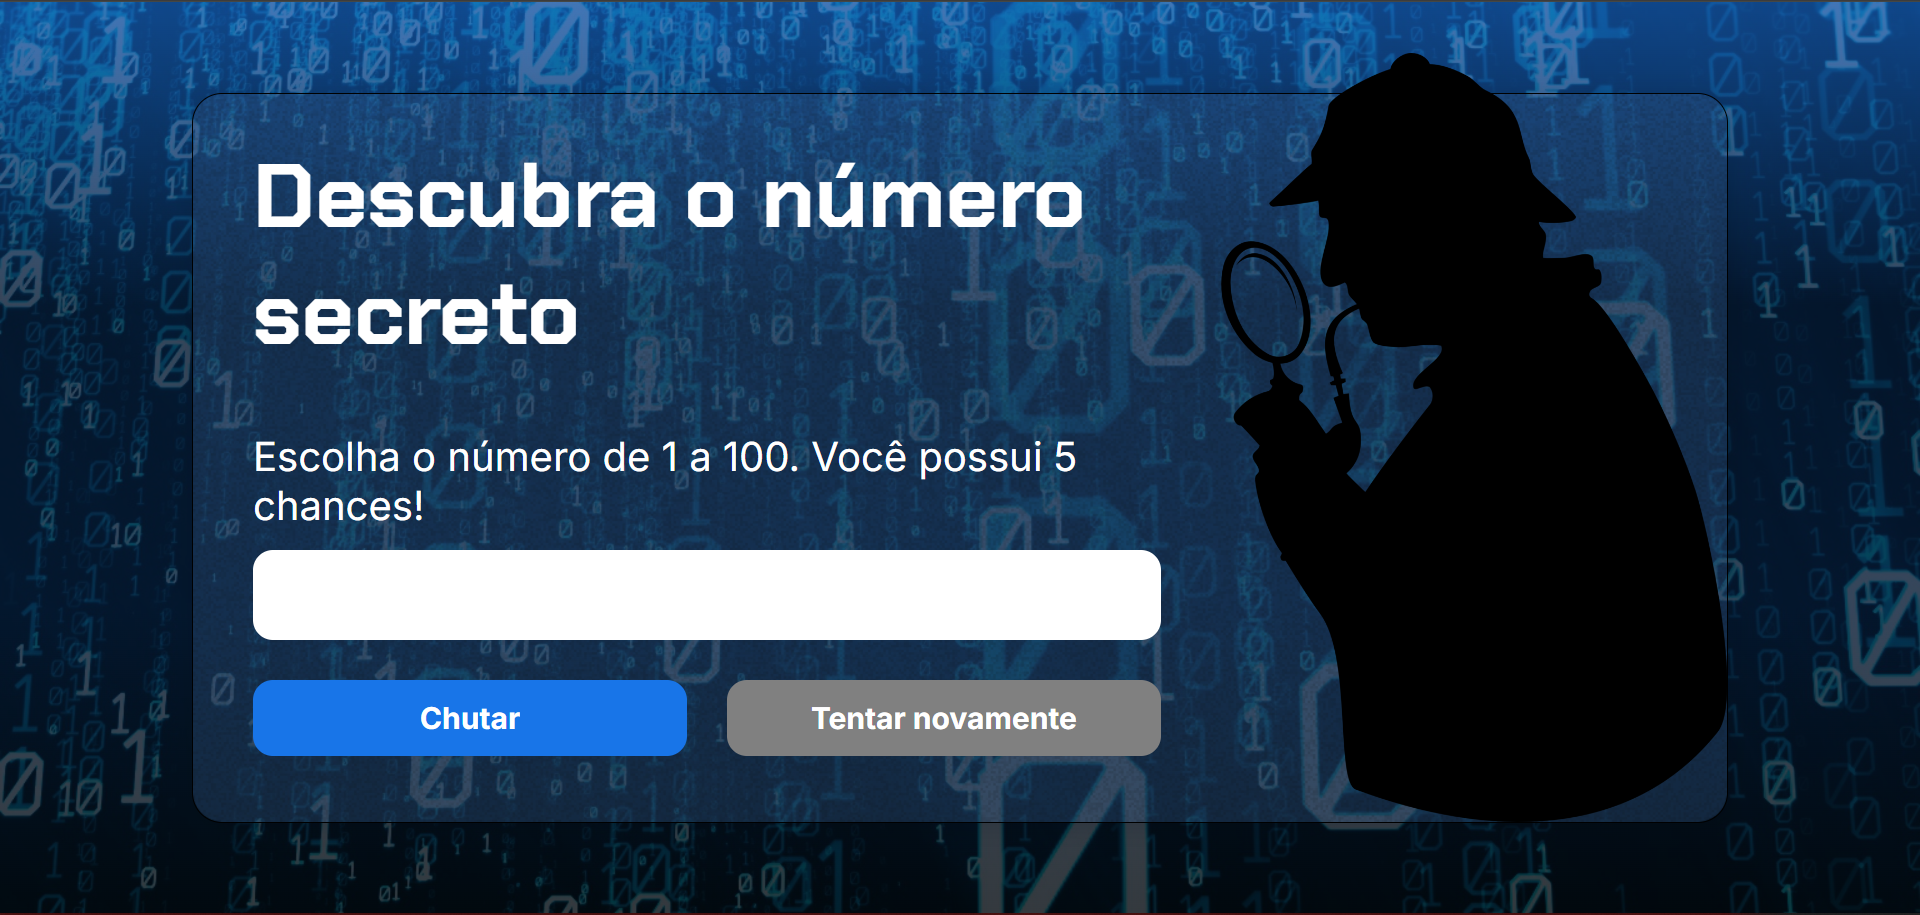 Descubra o número
secreto
Escolha o número de 1 a 100. Você possui 5
chances!
Chutar
Tentar novamente